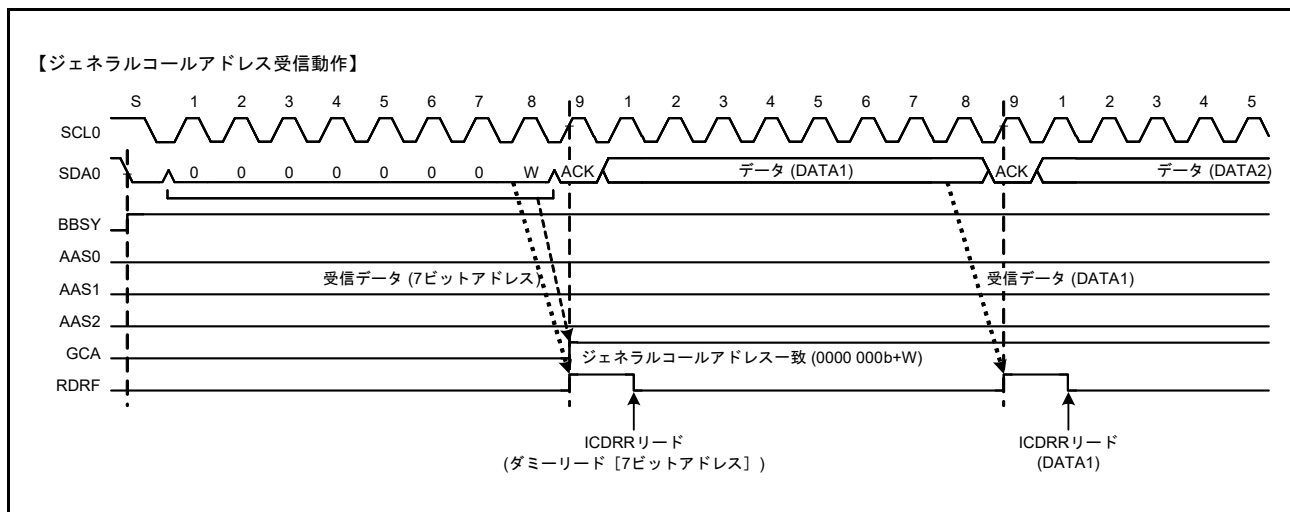 【ジェネラルコールアドレス受信動作】
S 1 2 3 4 5 6 7 8 9 1 2 3 4 5 6 7 8 9 1 2 3 4 5
SCL0
SDA0 0 0 0 0 0 0 0 W ACK データ (DATA1) ACK データ (DATA2)
BBSY
AAS0
受信データ (7ビットアドレス) 受信データ (DATA1)
AAS1
AAS2
GCA ジェネラルコールアドレス一致 (0000 000b+W)
RDRF
ICDRRリード ICDRRリード
(ダミーリード [7ビットアドレス] ) (DATA1)